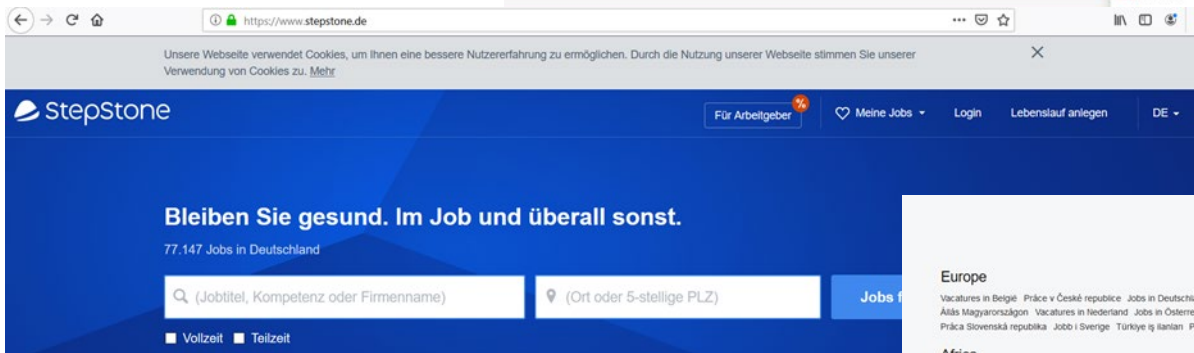 https://www.stepstone.de
Unsere Webseite verwendet Cookies, um Ihnen eine bessere Nutzererfahrung zu ermöglichen. Durch die Nutzung unserer Webseite stimmen Sie unserer
Verwendung von Cookies zu. Mehr
StepStone
Für Arbeitgeber
%
Meine Jobs
Login
Lebenslauf anlegen
DE
Bleiben Sie gesund. Im Job und überall sonst.
77.147 Jobs in Deutschland
(Jobtitel, Kompetenz oder Firmenname)
(Ort oder 5-stellige PLZ)
Jobs f
Vollzeit
Teilzeit
Europe
Vacatures in België Práce v České republice Jobs in Deutschla
Állás Magyarországon Vacatures in Nederland Jobs in Österre
Práca Slovenská republika Jobb i Sverige Türkiye iş ilanları P